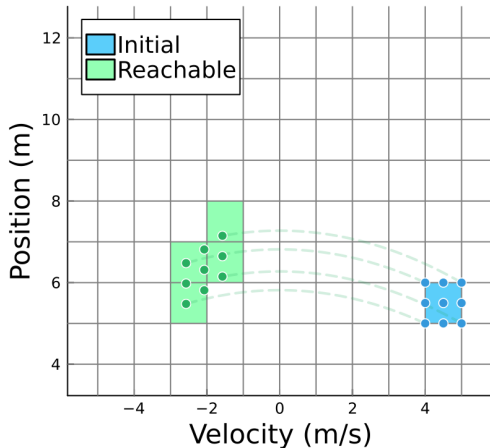 12
Initial
Reachable
10
8
6
4
Position (m)
−4 −2 0 2 4
Velocity (m/s)